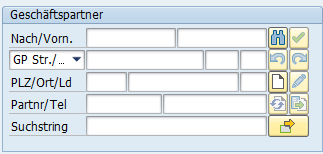 Geschäftspartner
Nach/Vorn.
GP Str./...
PLZ/Ort/Ld
Partnr/Tel
Suchstring